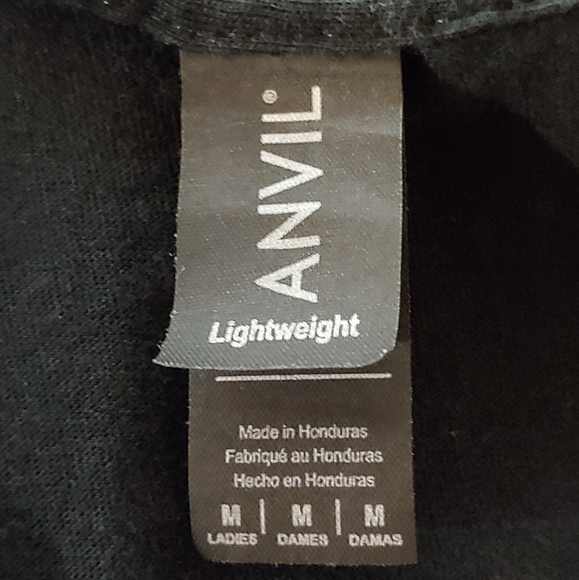 ANVIL®
Lightweight
Made in Honduras
Fabriqué au Honduras
Hecho en Honduras
M | M | M
LADIES DAMES DAMAS